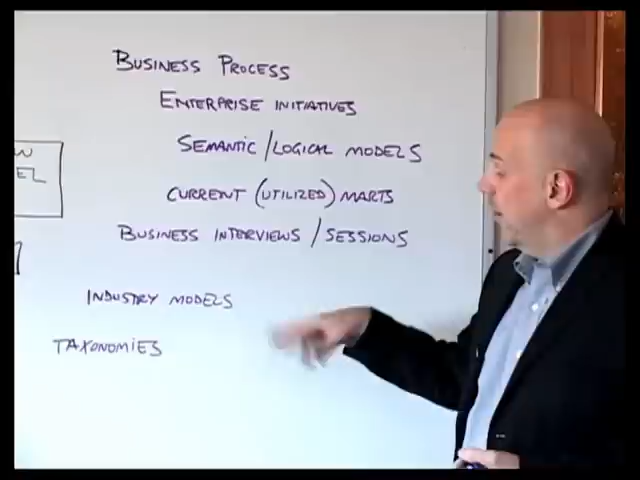 BUSINESS PROCESS
ENTERPRISE INITIATIVES
SEMANTIC/LOGICAL MODELS
CURRENT (UTILIZED) MARTS
BUSINESS INTERVIEWS/SESSIONS
INDUSTRY MODELS
TAXONOMIES